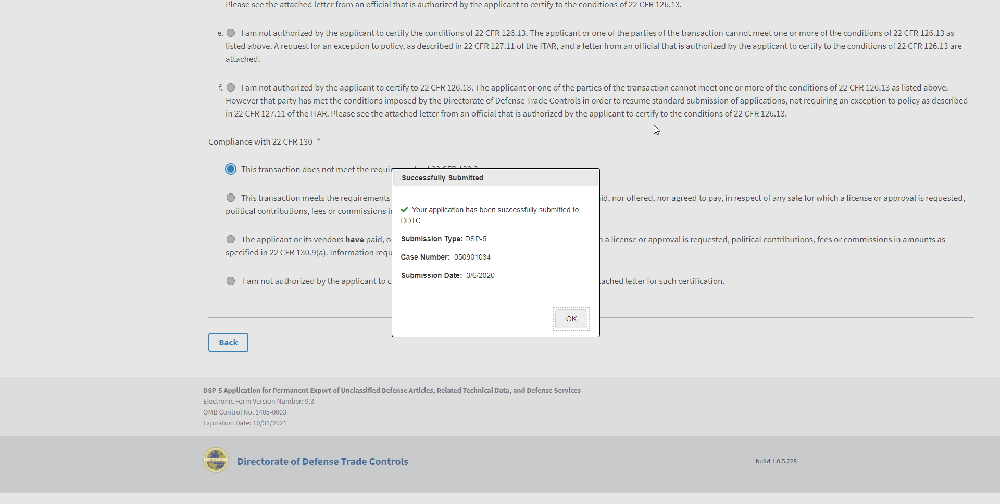 Please see the attached letter from an official that is authorized by the applicant to certify to the conditions of 22 CFR 126.13.
e. I am not authorized by the applicant to certify the conditions of 22 CFR 126.13. The applicant or one of the parties of the transaction cannot meet one or more of the conditions of 22 CFR 126.13 as
listed above. A request for an exception to policy, as described in 22 CFR 127.11 of the ITAR, and a letter from an official that is authorized by the applicant to certify to the conditions of 22 CFR 126.13 are
attached.
f. I am not authorized by the applicant to certify to 22 CFR 126.13. The applicant or one of the parties of the transaction cannot meet one or more of the conditions of 22 CFR 126.13 as listed above.
However that party has met the conditions imposed by the Directorate of Defense Trade Controls in order to resume standard submission of applications, not requiring an exception to policy as described
in 22 CFR 127.11 of the ITAR. Please see the attached letter from an official that is authorized by the applicant to certify to the conditions of 22 CFR 126.13.
Compliance with 22 CFR 130 *
This transaction does not meet the
This transaction meets the requirements
nor offered, nor agreed to pay, in respect of any sale for which a license or approval is requested,
political contributions, fees or commissions
The applicant or its vendors have paid,
a license or approval is requested, political contributions, fees or commissions in amounts as
specified in 22 CFR 130.9(a). Information
I am not authorized by the applicant to
letter for such certification.
Successfully Submitted
Your application has been successfully submitted to
DDTC.
Submission Type: DSP-5
Case Number: 050901034
Submission Date: 3/6/2020
OK
Back
DSP-5 Application for Permanent Export of Unclassified Defense Articles, Related Technical Data, and Defense Services
Electronic Form Version Number: 9.3
OMB Control No. 1405-0003
Expiration Date: 10/31/2021
DDTC
Directorate of Defense Trade Controls
build 1.0.5.228